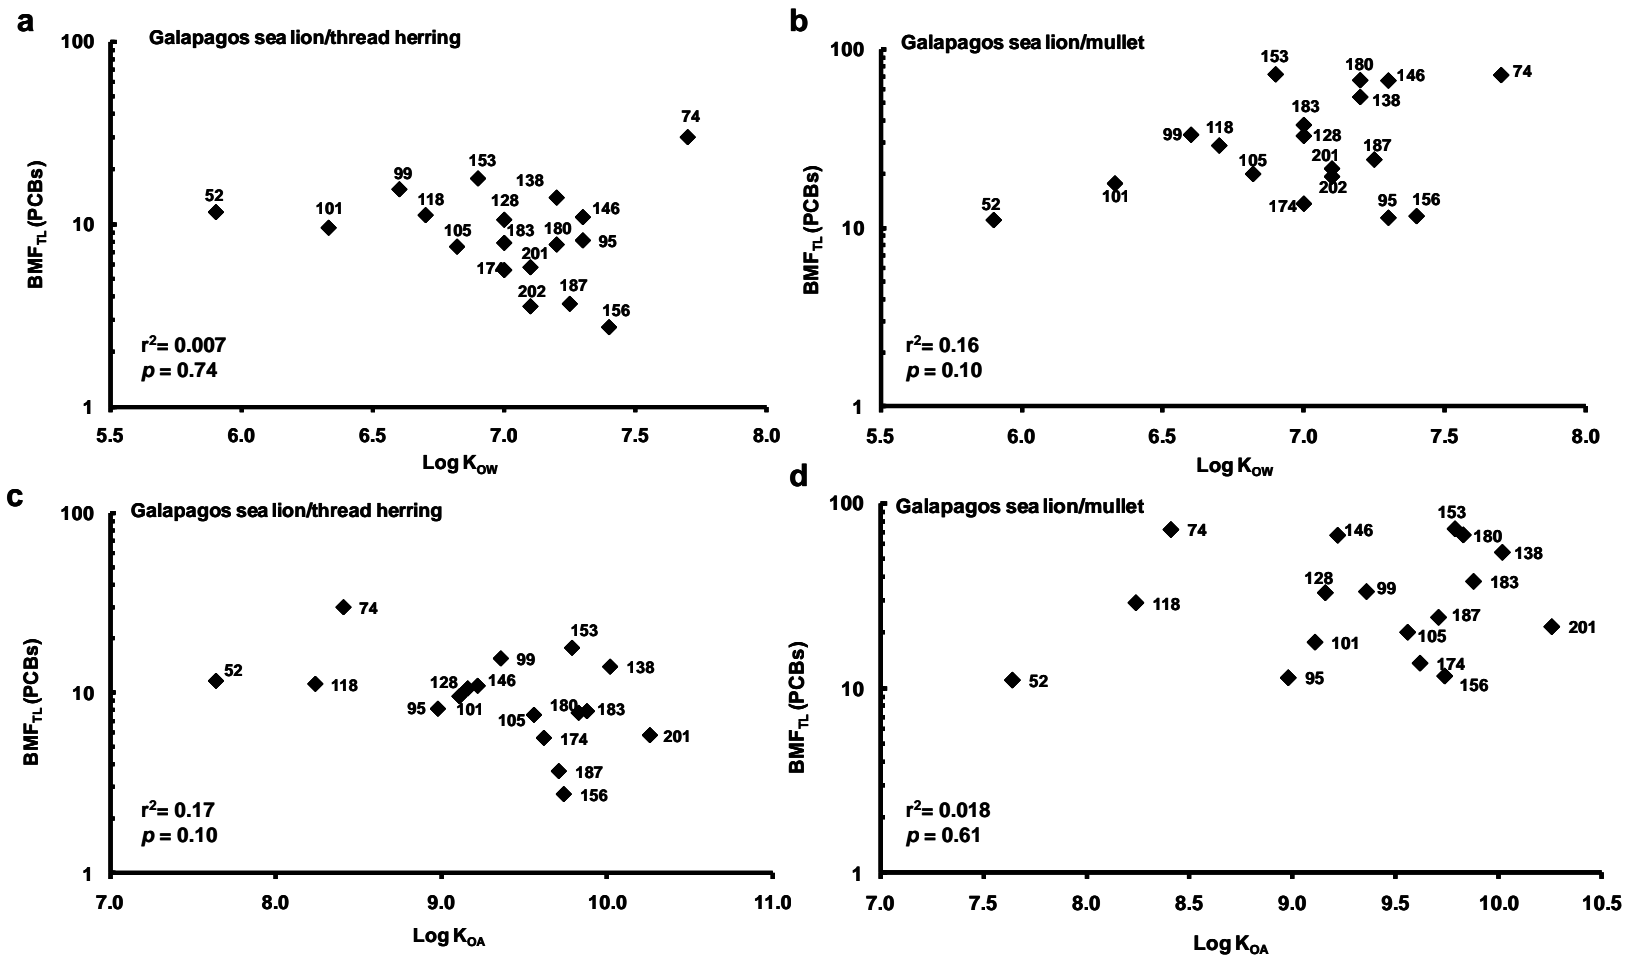 a
Galapagos sea lion/thread herring
100
10
1
BMFTL (PCBs)
52
101
99
118
105
153
128
183
174
138
180
201
202
146
95
187
156
74
r2= 0.007
p = 0.74
5.5 6.0 6.5 7.0 7.5 8.0
Log KOW
b
Galapagos sea lion/mullet
100
10
1
BMFTL (PCBs)
52
101
99
118
105
153
183
128
174
201
202
180
138
146
187
95
156
74
r2= 0.16
p = 0.10
5.5 6.0 6.5 7.0 7.5 8.0
Log KOW
c
Galapagos sea lion/thread herring
100
10
1
BMFTL (PCBs)
52
74
118
95
128
101
146
99
105
174
153
180
183
138
187
156
201
r2= 0.17
p = 0.10
7.0 8.0 9.0 10.0 11.0
Log KOA
d
Galapagos sea lion/mullet
100
10
1
BMFTL (PCBs)
52
74
118
95
128
101
146
99
105
174
153
180
138
183
187
156
201
r2= 0.018
p = 0.61
7.0 7.5 8.0 8.5 9.0 9.5 10.0 10.5
Log KOA